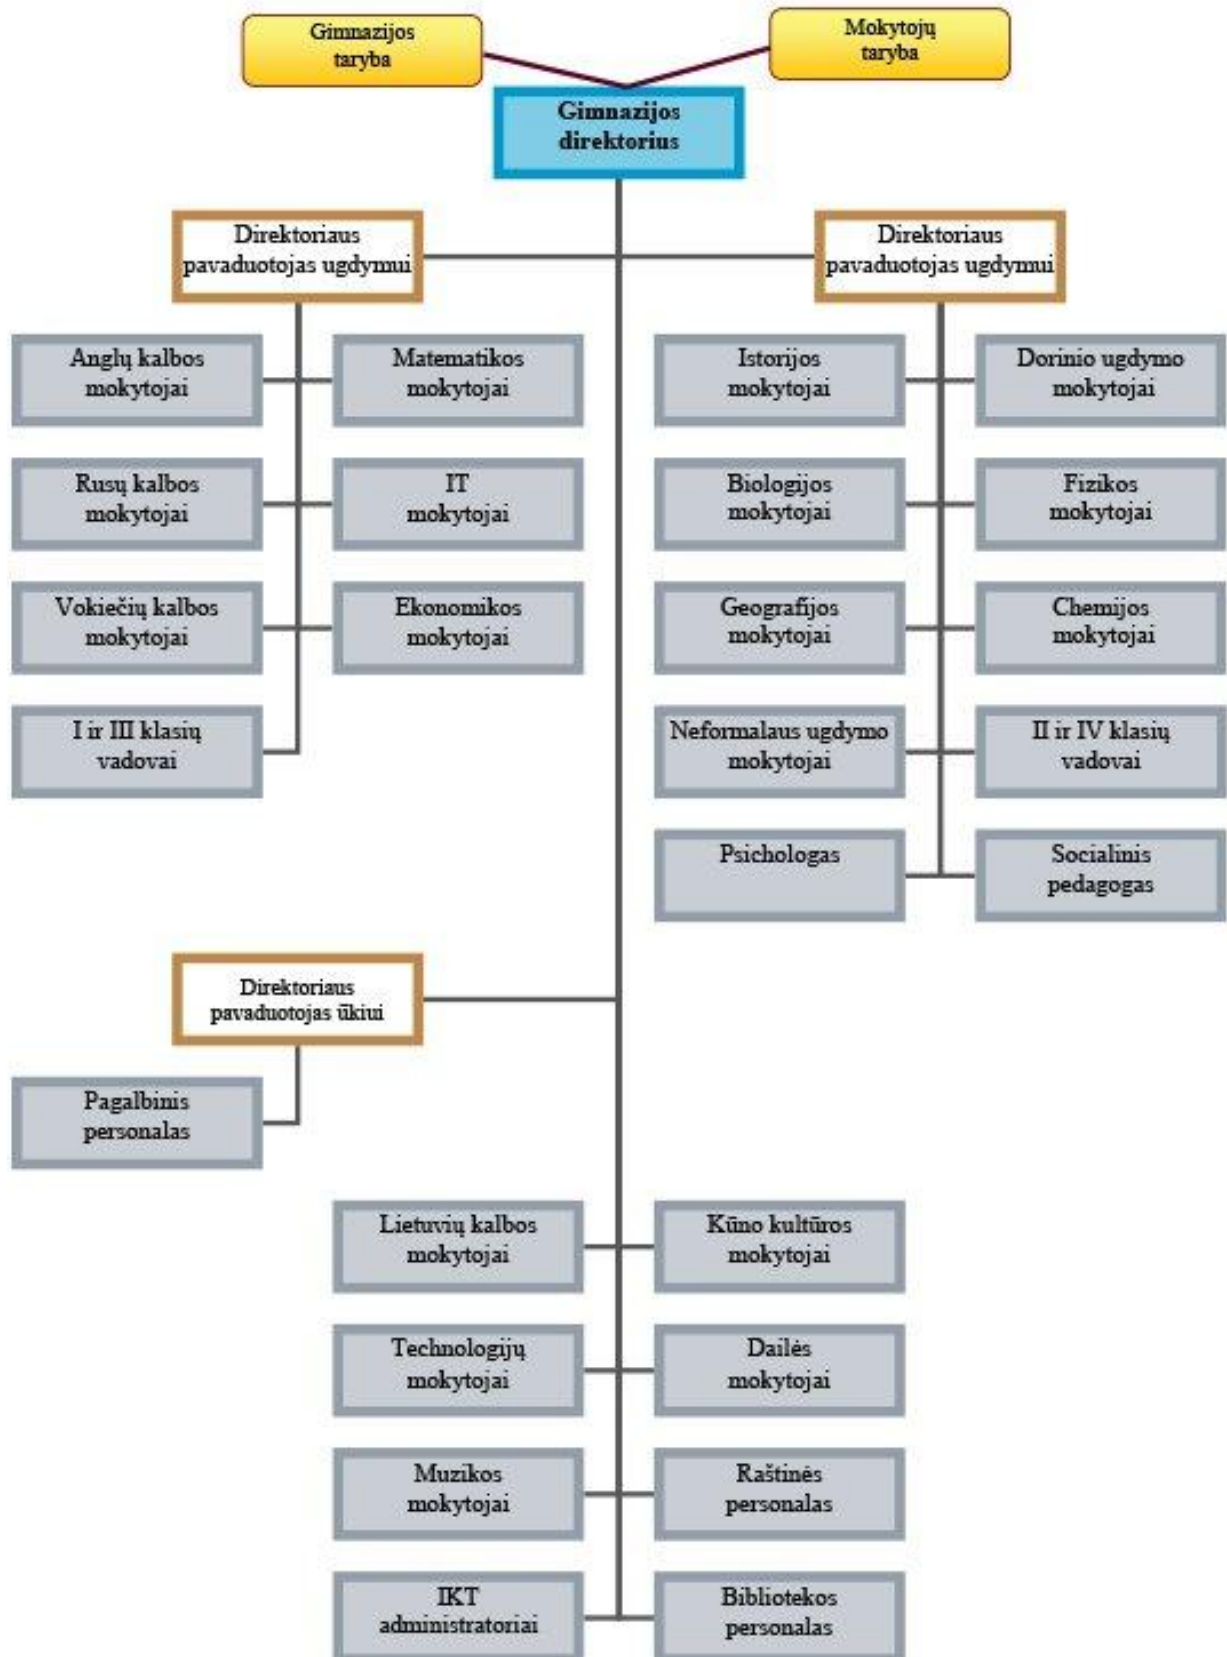 Gimnazijos
taryba
Mokytojų
taryba
Gimnazijos
direktorius
Direktoriaus
pavaduotojas ugdymui
Direktoriaus
pavaduotojas ugdymui
Anglų kalbos
mokytojai
Matematikos
mokytojai
Istorijos
mokytojai
Dorinio ugdymo
mokytojai
Rusų kalbos
mokytojai
IT
mokytojai
Biologijos
mokytojai
Fizikos
mokytojai
Vokiečių kalbos
mokytojai
Ekonomikos
mokytojai
Geografijos
mokytojai
Chemijos
mokytojai
I ir III klasių
vadovai
Neformalaus ugdymo
mokytojai
II ir IV klasių
vadovai
Psichologas
Socialinis
pedagogas
Direktoriaus
pavaduotojas ūkiui
Pagalbinis
personalas
Lietuvių kalbos
mokytojai
Kūno kultūros
mokytojai
Technologijų
mokytojai
Dailės
mokytojai
Muzikos
mokytojai
Raštinės
personalas
IKT
administratoriai
Bibliotekos
personalas